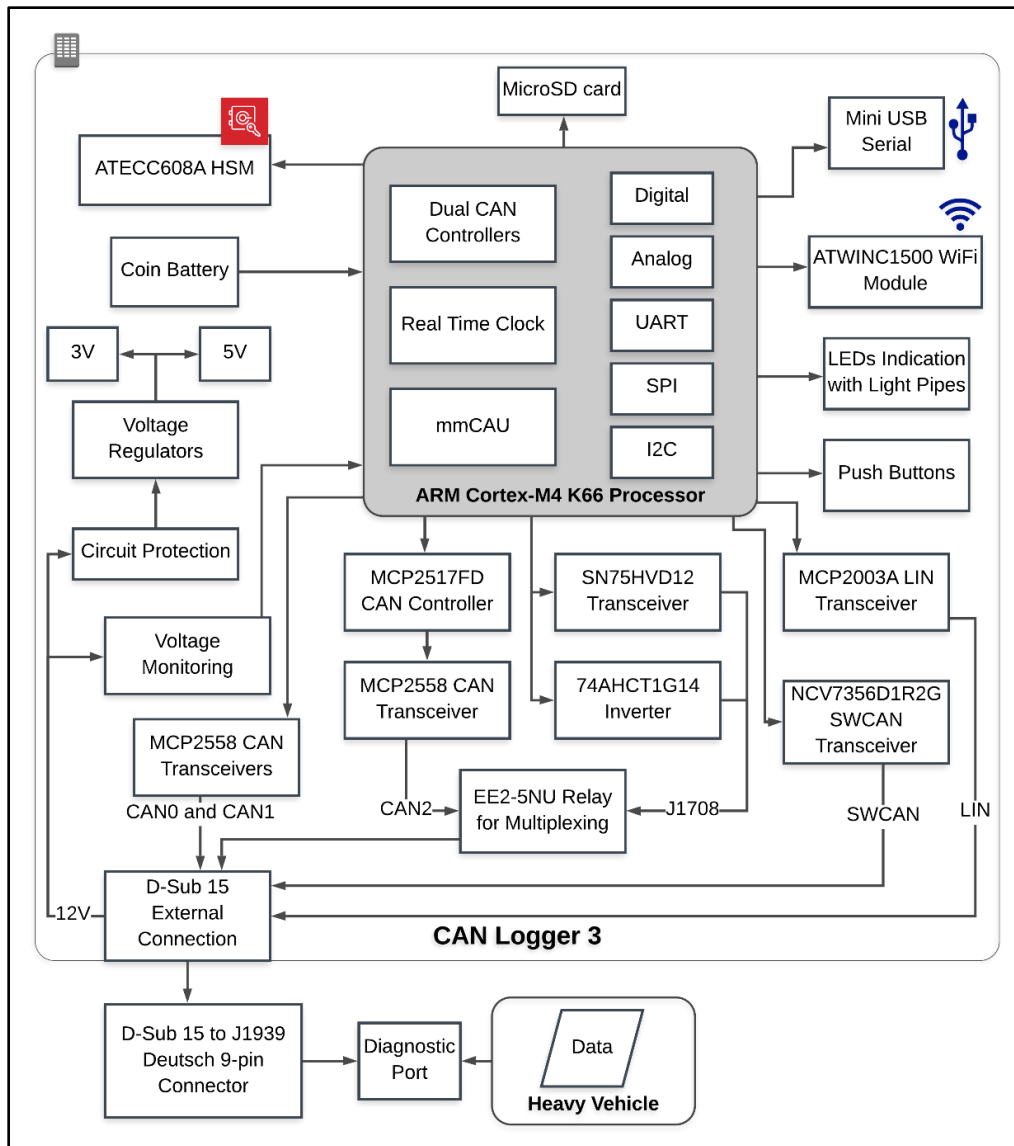 MicroSD card
ATECC608A HSM
Mini USB
Serial
Dual CAN
Controllers
Digital
Coin Battery
Analog
ATWINC1500 WiFi
Module
Real Time Clock
UART
3V
5V
LEDs Indication
with Light Pipes
SPI
Voltage
Regulators
mmCAU
I2C
Push Buttons
ARM Cortex-M4 K66 Processor
Circuit Protection
MCP2517FD
CAN Controller
SN75HVD12
Transceiver
MCP2003A LIN
Transceiver
Voltage
Monitoring
MCP2558 CAN
Transceiver
74AHCT1G14
Inverter
NCV7356D1R2G
SWCAN
Transceiver
MCP2558 CAN
Transceivers
CAN0 and CAN1
CAN2
EE2-5NU Relay
for Multiplexing
J1708
SWCAN
LIN
D-Sub 15
External
Connection
12V
CAN Logger 3
D-Sub 15 to J1939
Deutsch 9-pin
Connector
Diagnostic
Port
Data
Heavy Vehicle